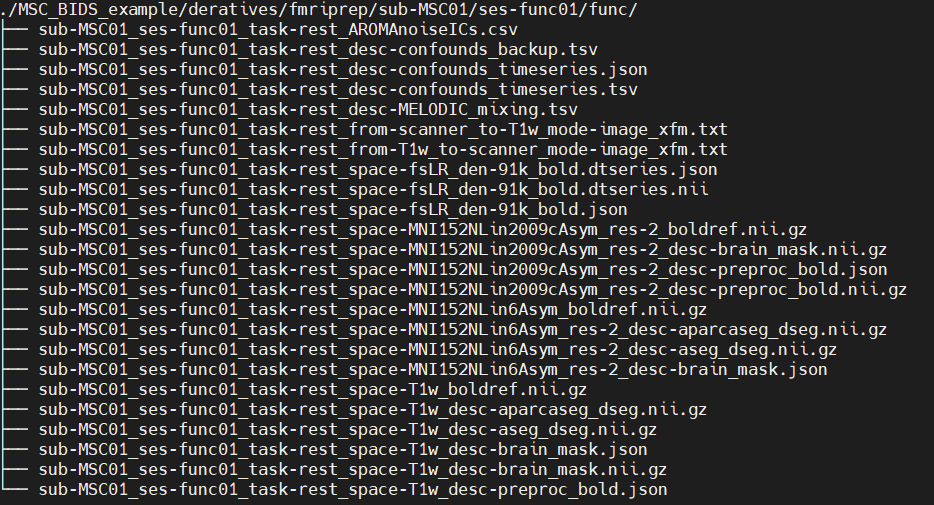 ./MSC_BIDS_example/deratives/fmriprep/sub-MSC01/ses-func01/func/
├── sub-MSC01_ses-func01_task-rest_AROMAnoiseICs.csv
├── sub-MSC01_ses-func01_task-rest_desc-confounds_backup.tsv
├── sub-MSC01_ses-func01_task-rest_desc-confounds_timeseries.json
├── sub-MSC01_ses-func01_task-rest_desc-confounds_timeseries.tsv
├── sub-MSC01_ses-func01_task-rest_desc-MELODIC_mixing.tsv
├── sub-MSC01_ses-func01_task-rest_from-scanner_to-T1w_mode-image_xfm.txt
├── sub-MSC01_ses-func01_task-rest_from-T1w_to-scanner_mode-image_xfm.txt
├── sub-MSC01_ses-func01_task-rest_space-fsLR_den-91k_bold.dtseries.json
├── sub-MSC01_ses-func01_task-rest_space-fsLR_den-91k_bold.dtseries.nii
├── sub-MSC01_ses-func01_task-rest_space-fsLR_den-91k_bold.json
├── sub-MSC01_ses-func01_task-rest_space-MNI152NLin2009cAsym_res-2_boldref.nii.gz
├── sub-MSC01_ses-func01_task-rest_space-MNI152NLin2009cAsym_res-2_desc-brain_mask.nii.gz
├── sub-MSC01_ses-func01_task-rest_space-MNI152NLin2009cAsym_res-2_desc-preproc_bold.json
├── sub-MSC01_ses-func01_task-rest_space-MNI152NLin2009cAsym_res-2_desc-preproc_bold.nii.gz
├── sub-MSC01_ses-func01_task-rest_space-MNI152NLin6Asym_boldref.nii.gz
├── sub-MSC01_ses-func01_task-rest_space-MNI152NLin6Asym_res-2_desc-aparcaseg_dseg.nii.gz
├── sub-MSC01_ses-func01_task-rest_space-MNI152NLin6Asym_res-2_desc-aseg_dseg.nii.gz
├── sub-MSC01_ses-func01_task-rest_space-MNI152NLin6Asym_res-2_desc-brain_mask.json
├── sub-MSC01_ses-func01_task-rest_space-T1w_boldref.nii.gz
├── sub-MSC01_ses-func01_task-rest_space-T1w_desc-aparcaseg_dseg.nii.gz
├── sub-MSC01_ses-func01_task-rest_space-T1w_desc-aseg_dseg.nii.gz
├── sub-MSC01_ses-func01_task-rest_space-T1w_desc-brain_mask.json
├── sub-MSC01_ses-func01_task-rest_space-T1w_desc-brain_mask.nii.gz
└── sub-MSC01_ses-func01_task-rest_space-T1w_desc-preproc_bold.json